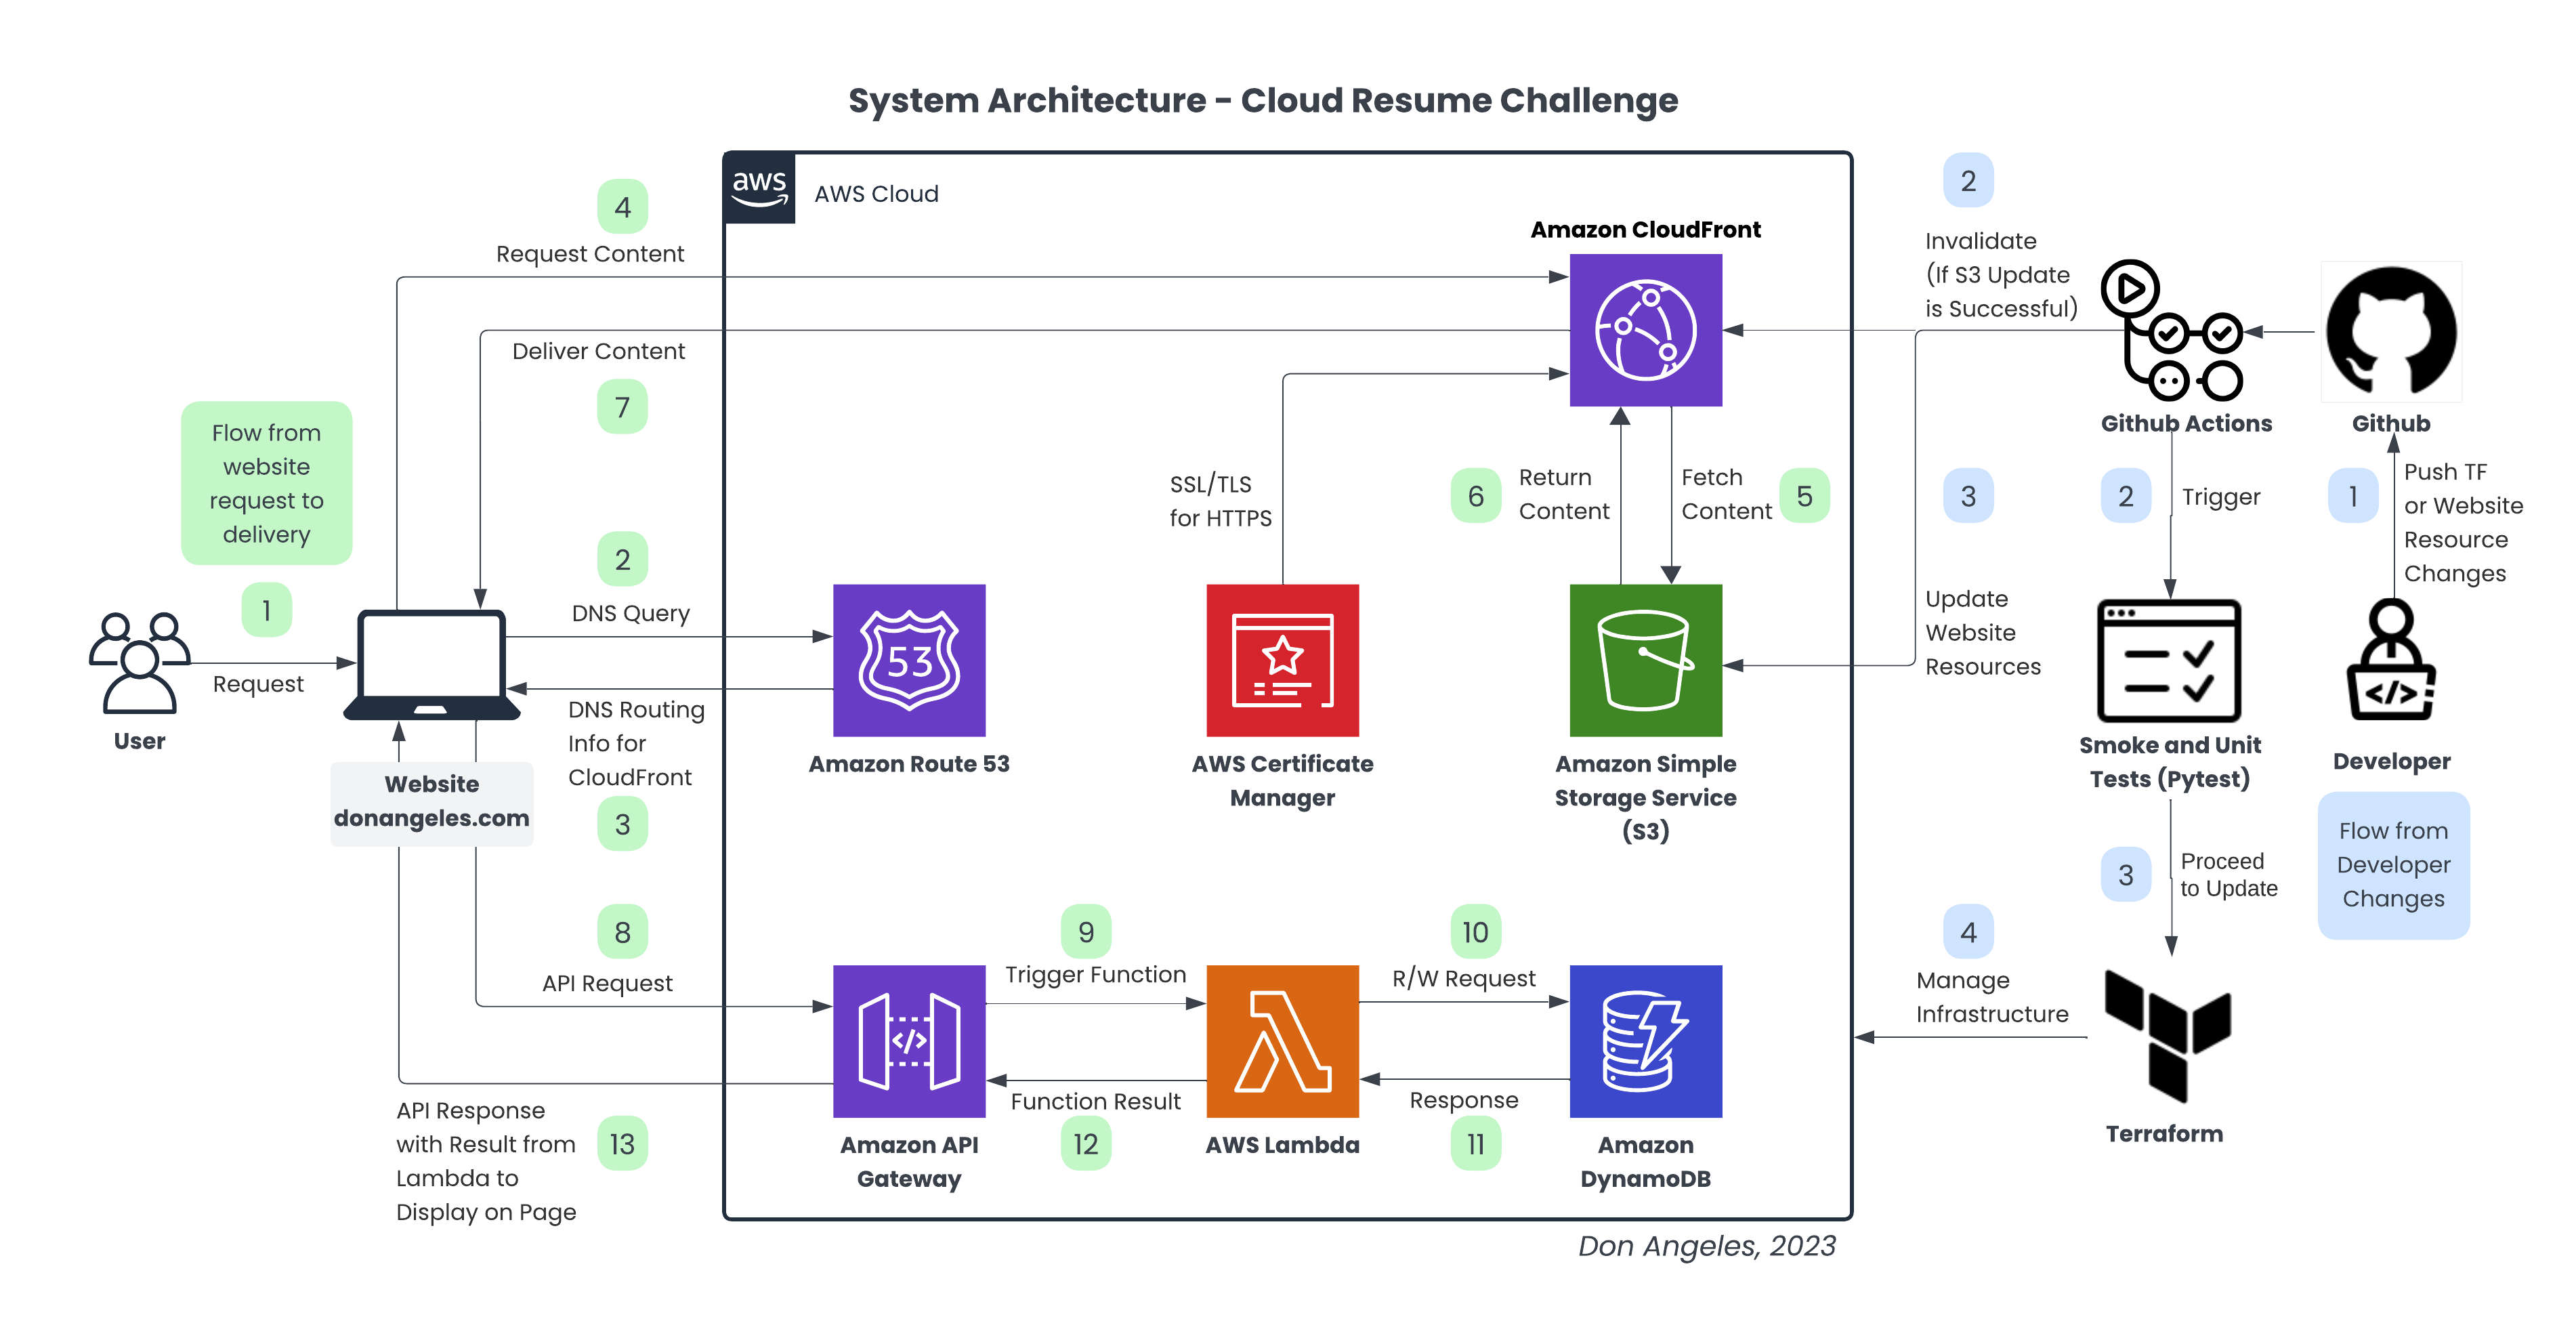 System Architecture - Cloud Resume Challenge
aws
AWS Cloud
4
Request Content
Deliver Content
7
Flow from
website
request to
delivery
1
Request
User
2
DNS Query
DNS Routing
Info for
CloudFront
3
Website
donangeles.com
8
API Request
API Response
with Result from
Lambda to
Display on Page
13
Amazon CloudFront
SSL/TLS
for HTTPS
6
Return
Content
Fetch
Content
5
53
Amazon Route 53
AWS Certificate
Manager
Amazon Simple
Storage Service
(S3)
9
Trigger Function
10
R/W Request
</>
Function Result
12
Response
11
Amazon API
Gateway
AWS Lambda
Amazon
DynamoDB
2
Invalidate
(If S3 Update
is Successful)
3
Update
Website
Resources
Github Actions
Github
2
Trigger
1
Push TF
or Website
Resource
Changes
Smoke and Unit
Tests (Pytest)
</>
Developer
Flow from
Developer
Changes
3
Proceed
to Update
4
Manage
Infrastructure
Terraform
Don Angeles, 2023